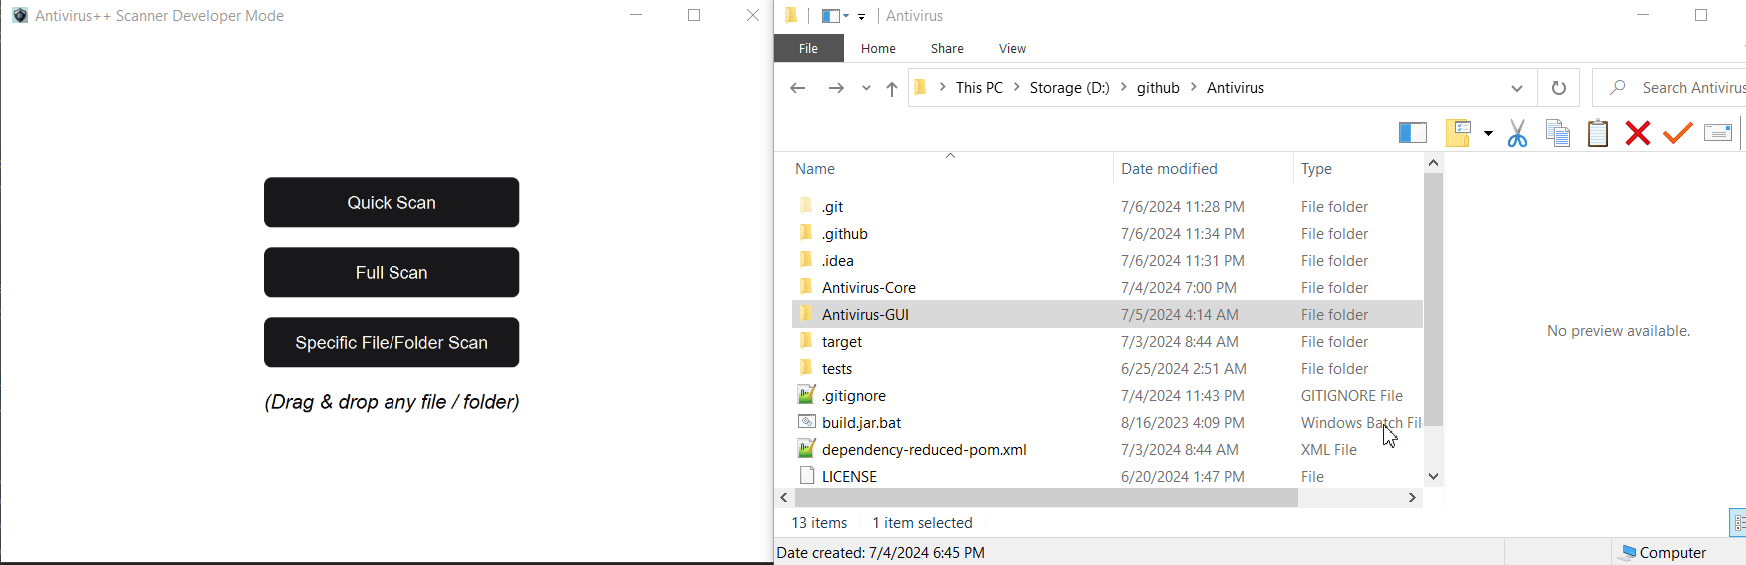 Antivirus++ Scanner Developer Mode
Quick Scan
Full Scan
Specific File/Folder Scan
(Drag & drop any file / folder)
Antivirus
File Home Share View
This PC Storage (D:) github Antivirus
Search Antivirus
Name Date modified Type
.git 7/6/2024 11:28 PM File folder
.github 7/6/2024 11:34 PM File folder
.idea 7/6/2024 11:31 PM File folder
Antivirus-Core 7/4/2024 7:00 PM File folder
Antivirus-GUI 7/5/2024 4:14 AM File folder
target 7/3/2024 8:44 AM File folder
tests 6/25/2024 2:51 AM File folder
.gitignore 7/4/2024 11:43 PM GITIGNORE File
build.jar.bat 8/16/2023 4:09 PM Windows Batch Fil
dependency-reduced-pom.xml 7/3/2024 8:44 AM XML File
LICENSE 6/20/2024 1:47 PM File
No preview available.
13 items 1 item selected
Date created: 7/4/2024 6:45 PM
Computer